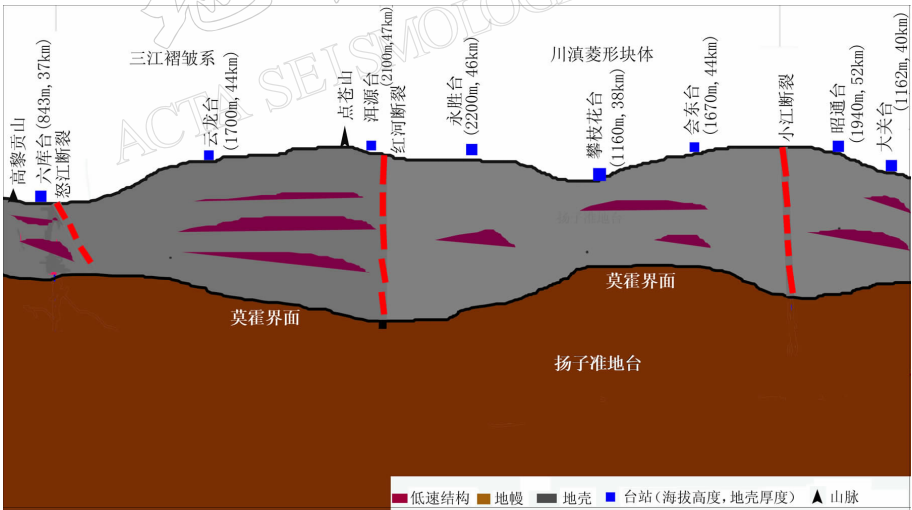 ACTA SEISMOLOG
三江褶皱系
川滇菱形块体
高黎贡山
六库台(843m, 37km)
怒江断裂
云龙台
(1700m, 44km)
点苍山
洱源台
(2100m,47km)
红河断裂
永胜台
(2200m, 46km)
攀枝花台
(1160m, 38km)
会东台
(1670m, 44km)
小江断裂
昭通台
(1940m, 52km)
大关台
(1162m, 40km)
莫霍界面
莫霍界面
扬子准地台
低速结构
地幔
地壳
台站(海拔高度, 地壳厚度)
山脉